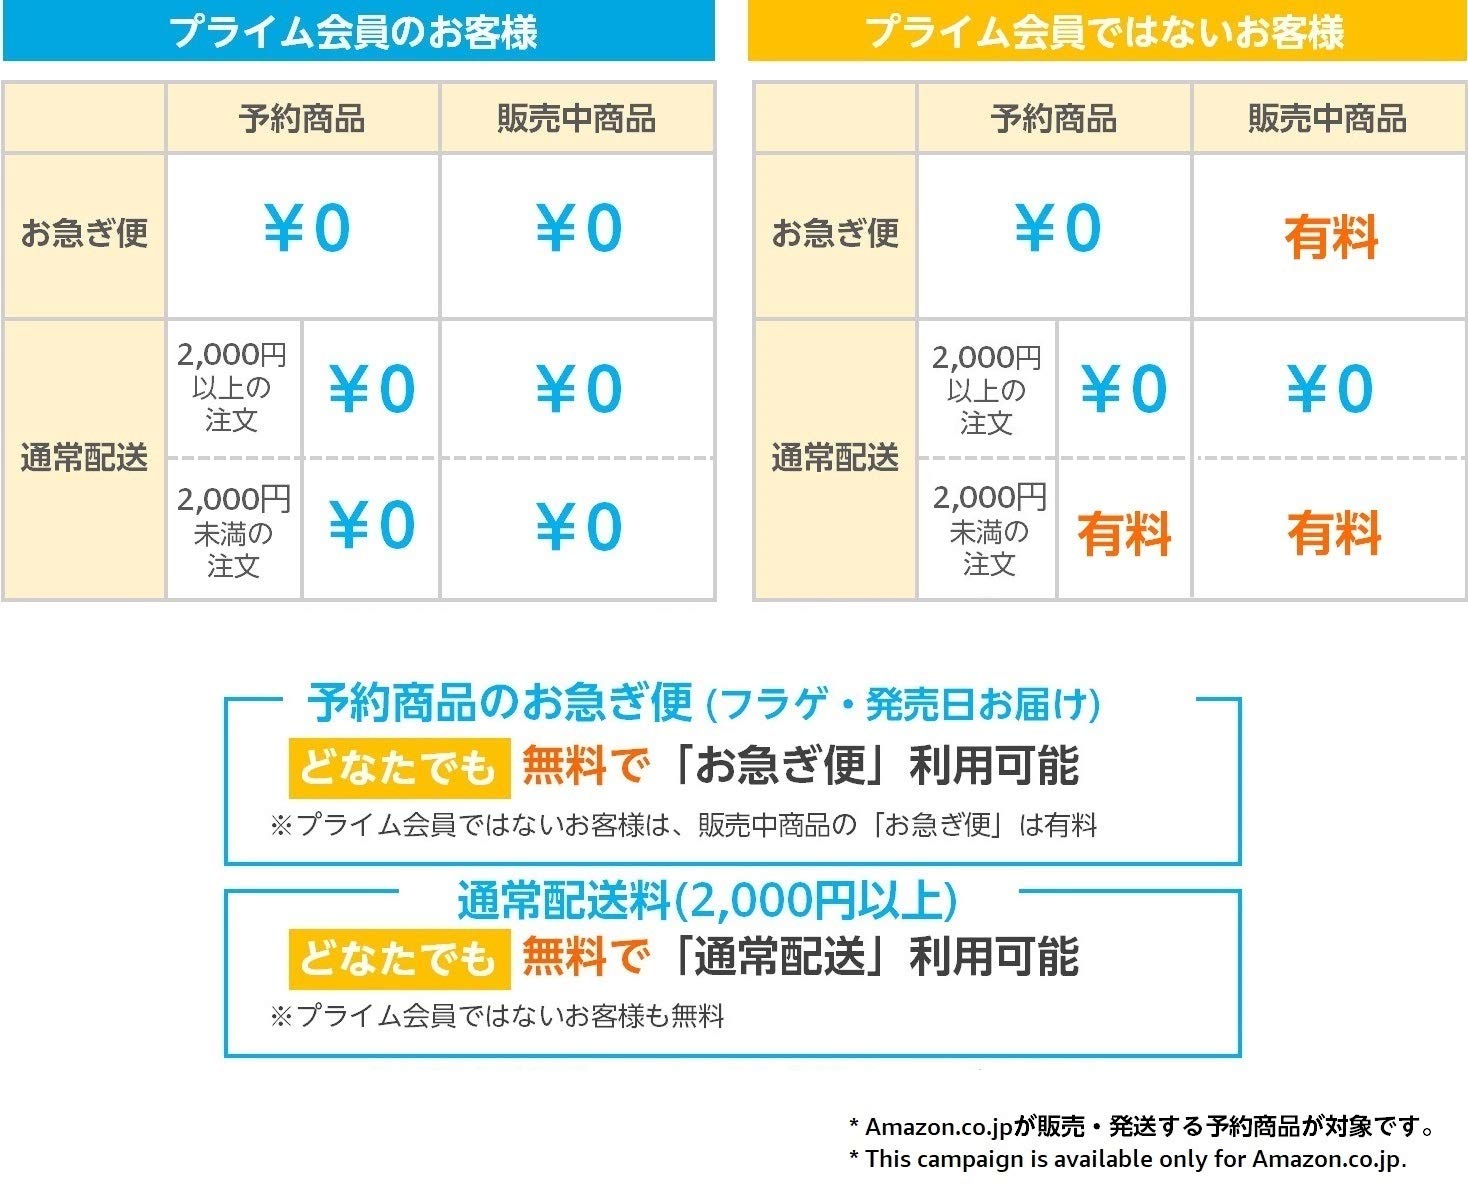 プライム会員のお客様
予約商品 販売中商品
お急ぎ便 ￥0 ￥0
通常配送
2,000円
以上の
注文
￥0 ￥0
2,000円
未満の
注文
￥0 ￥0
プライム会員ではないお客様
予約商品 販売中商品
お急ぎ便 ￥0 有料
通常配送
2,000円
以上の
注文
￥0 ￥0
2,000円
未満の
注文
有料 有料
予約商品のお急ぎ便 (フラゲ・発売日お届け)
どなたでも 無料で「お急ぎ便」利用可能
※プライム会員ではないお客様は、販売中商品の「お急ぎ便」は有料
通常配送料(2,000円以上)
どなたでも 無料で「通常配送」利用可能
※プライム会員ではないお客様も無料
* Amazon.co.jpが販売・発送する予約商品が対象です。
* This campaign is available only for Amazon.co.jp.